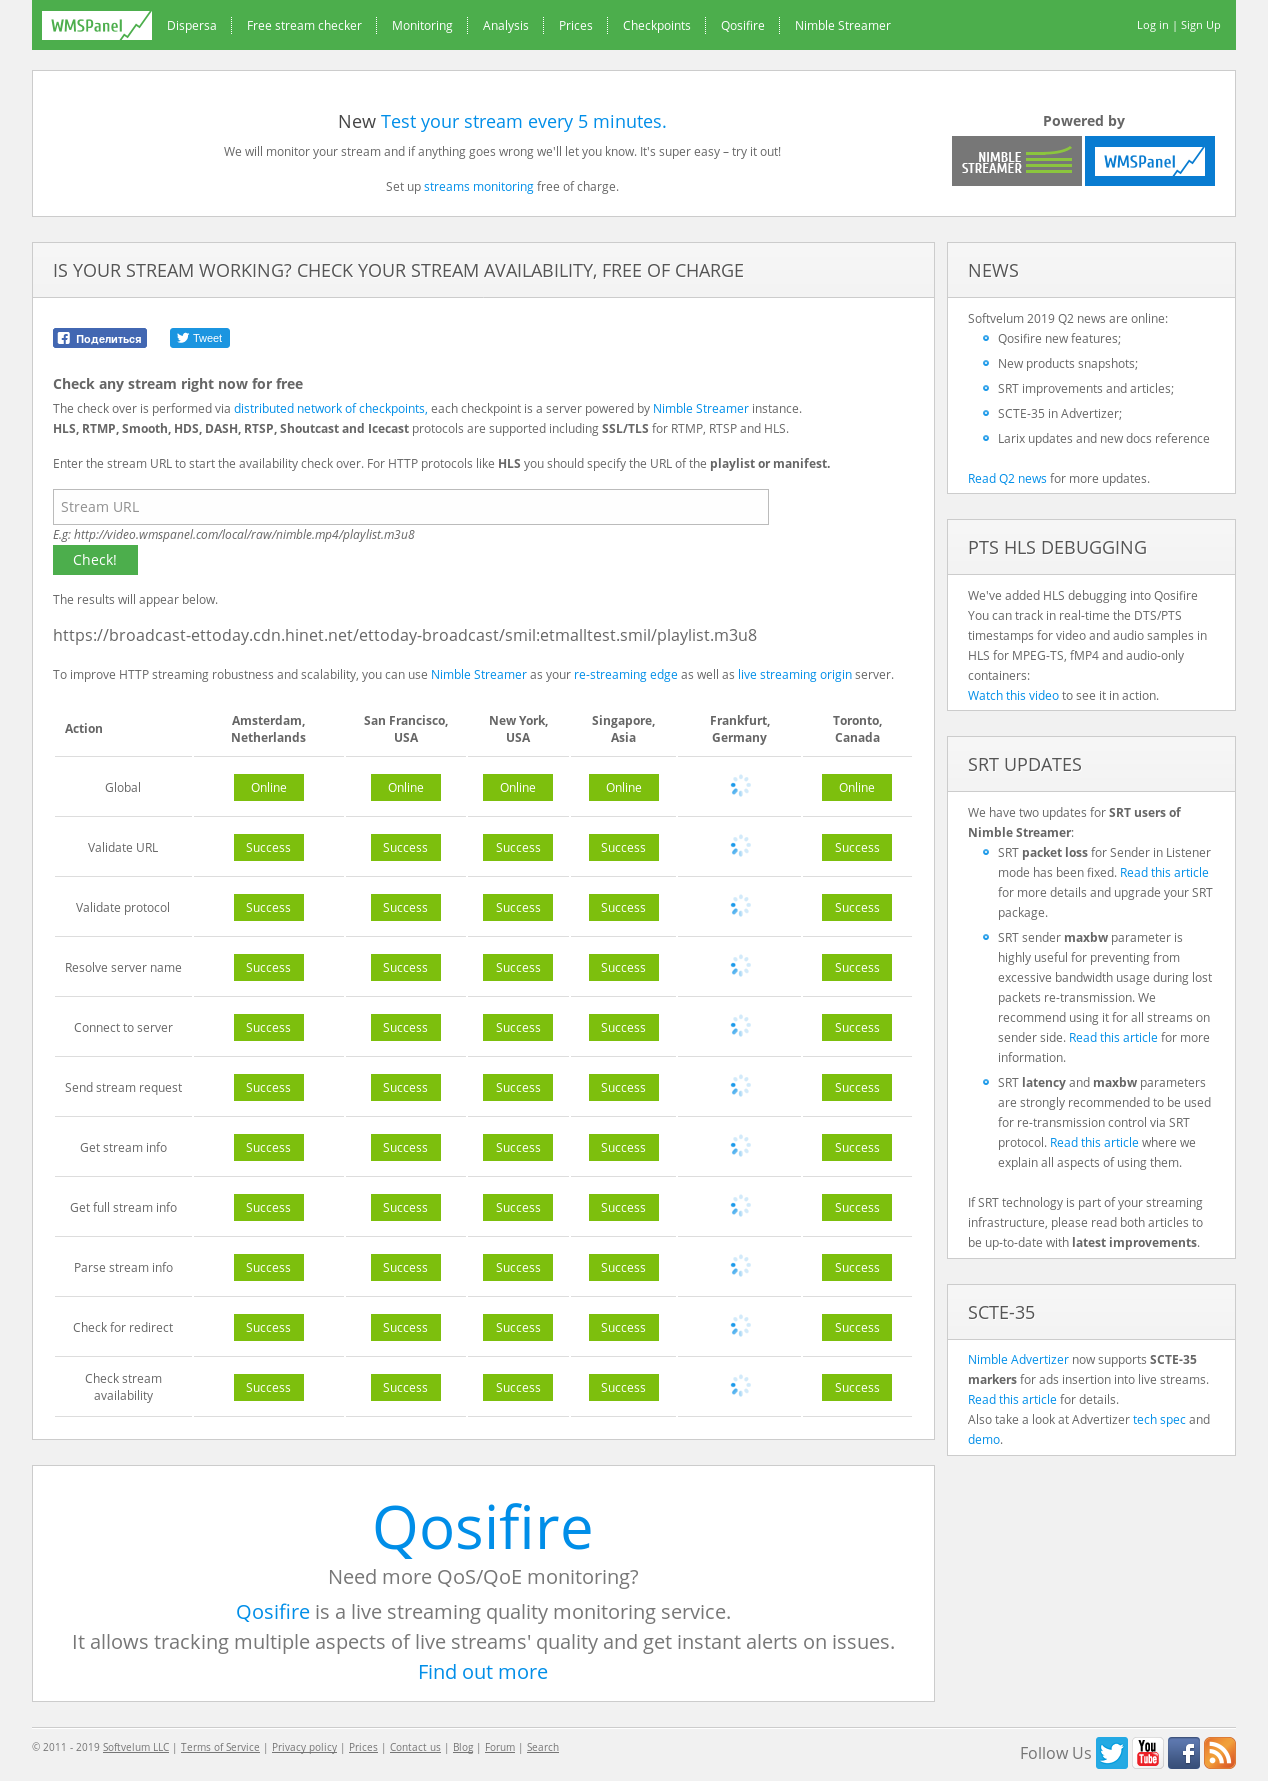 WMSPanel Dispersa Free stream checker Monitoring Analysis Prices Checkpoints Qosifire Nimble Streamer Log in | Sign Up
New Test your stream every 5 minutes.
We will monitor your stream and if anything goes wrong we'll let you know. It's super easy – try it out!
Set up streams monitoring free of charge.
Powered by
NIMBLE
STREAMER
WMSPanel
IS YOUR STREAM WORKING? CHECK YOUR STREAM AVAILABILITY, FREE OF CHARGE
Поделиться Tweet
Check any stream right now for free
The check over is performed via distributed network of checkpoints, each checkpoint is a server powered by Nimble Streamer instance.
HLS, RTMP, Smooth, HDS, DASH, RTSP, Shoutcast and Icecast protocols are supported including SSL/TLS for RTMP, RTSP and HLS.
Enter the stream URL to start the availability check over. For HTTP protocols like HLS you should specify the URL of the playlist or manifest.
Stream URL
E.g: http://video.wmspanel.com/local/raw/nimble.mp4/playlist.m3u8
Check!
The results will appear below.
https://broadcast-ettoday.cdn.hinet.net/ettoday-broadcast/smil:etmalltest.smil/playlist.m3u8
To improve HTTP streaming robustness and scalability, you can use Nimble Streamer as your re-streaming edge as well as live streaming origin server.
Action Amsterdam, Netherlands San Francisco, USA New York, USA Singapore, Asia Frankfurt, Germany Toronto, Canada
Global Online Online Online Online Online
Validate URL Success Success Success Success Success
Validate protocol Success Success Success Success Success
Resolve server name Success Success Success Success Success
Connect to server Success Success Success Success Success
Send stream request Success Success Success Success Success
Get stream info Success Success Success Success Success
Get full stream info Success Success Success Success Success
Parse stream info Success Success Success Success Success
Check for redirect Success Success Success Success Success
Check stream availability Success Success Success Success Success
Qosifire
Need more QoS/QoE monitoring?
Qosifire is a live streaming quality monitoring service.
It allows tracking multiple aspects of live streams' quality and get instant alerts on issues.
Find out more
NEWS
Softvelum 2019 Q2 news are online:
Qosifire new features;
New products snapshots;
SRT improvements and articles;
SCTE-35 in Advertizer;
Larix updates and new docs reference
Read Q2 news for more updates.
PTS HLS DEBUGGING
We've added HLS debugging into Qosifire
You can track in real-time the DTS/PTS
timestamps for video and audio samples in
HLS for MPEG-TS, fMP4 and audio-only
containers:
Watch this video to see it in action.
SRT UPDATES
We have two updates for SRT users of
Nimble Streamer:
SRT packet loss for Sender in Listener
mode has been fixed. Read this article
for more details and upgrade your SRT
package.
SRT sender maxbw parameter is
highly useful for preventing from
excessive bandwidth usage during lost
packets re-transmission. We
recommend using it for all streams on
sender side. Read this article for more
information.
SRT latency and maxbw parameters
are strongly recommended to be used
for re-transmission control via SRT
protocol. Read this article where we
explain all aspects of using them.
If SRT technology is part of your streaming
infrastructure, please read both articles to
be up-to-date with latest improvements.
SCTE-35
Nimble Advertizer now supports SCTE-35
markers for ads insertion into live streams.
Read this article for details.
Also take a look at Advertizer tech spec and
demo.
© 2011 - 2019 Softvelum LLC | Terms of Service | Privacy policy | Prices | Contact us | Blog | Forum | Search
Follow Us You Tube